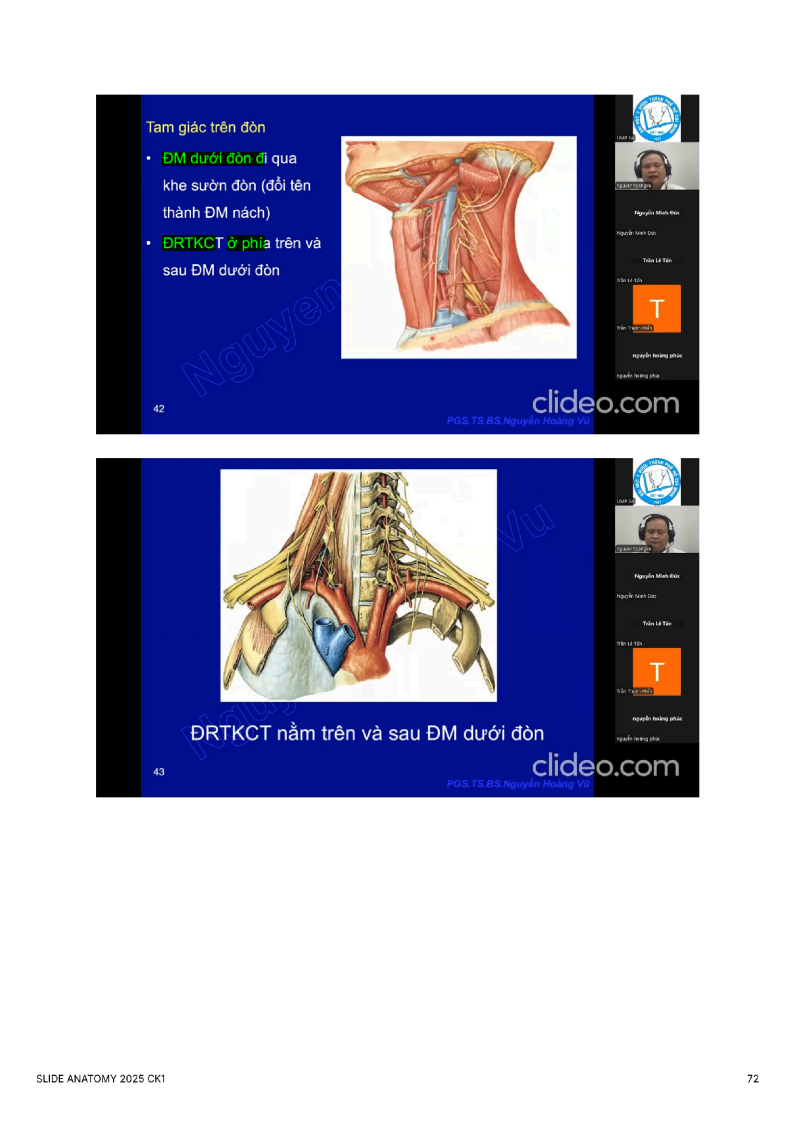 Tam giác trên đòn
• ĐM dưới đòn đi qua
khe sườn đòn (đổi tên
thành ĐM nách)
• ĐRTKCT ở phía trên và
sau ĐM dưới đòn
Nguyen
42
clideo.com
PGS.TS.BS.Nguyễn Hoàng Vũ
Nguyễn Minh Đức
Nguyễn Minh Đức
Trần Lê Tấn
Trần Lê Tấn
T
nguyễn hoàng phúc
nguyễn hoàng phúc
Vu
ĐRTKCT nằm trên và sau ĐM dưới đòn
43
clideo.com
PGS.TS.BS.Nguyễn Hoàng Vũ
Nguyễn Minh Đức
Nguyễn Minh Đức
Trần Lê Tấn
Trần Lê Tấn
T
nguyễn hoàng phúc
nguyễn hoàng phúc
SLIDE ANATOMY 2025 CK1
72